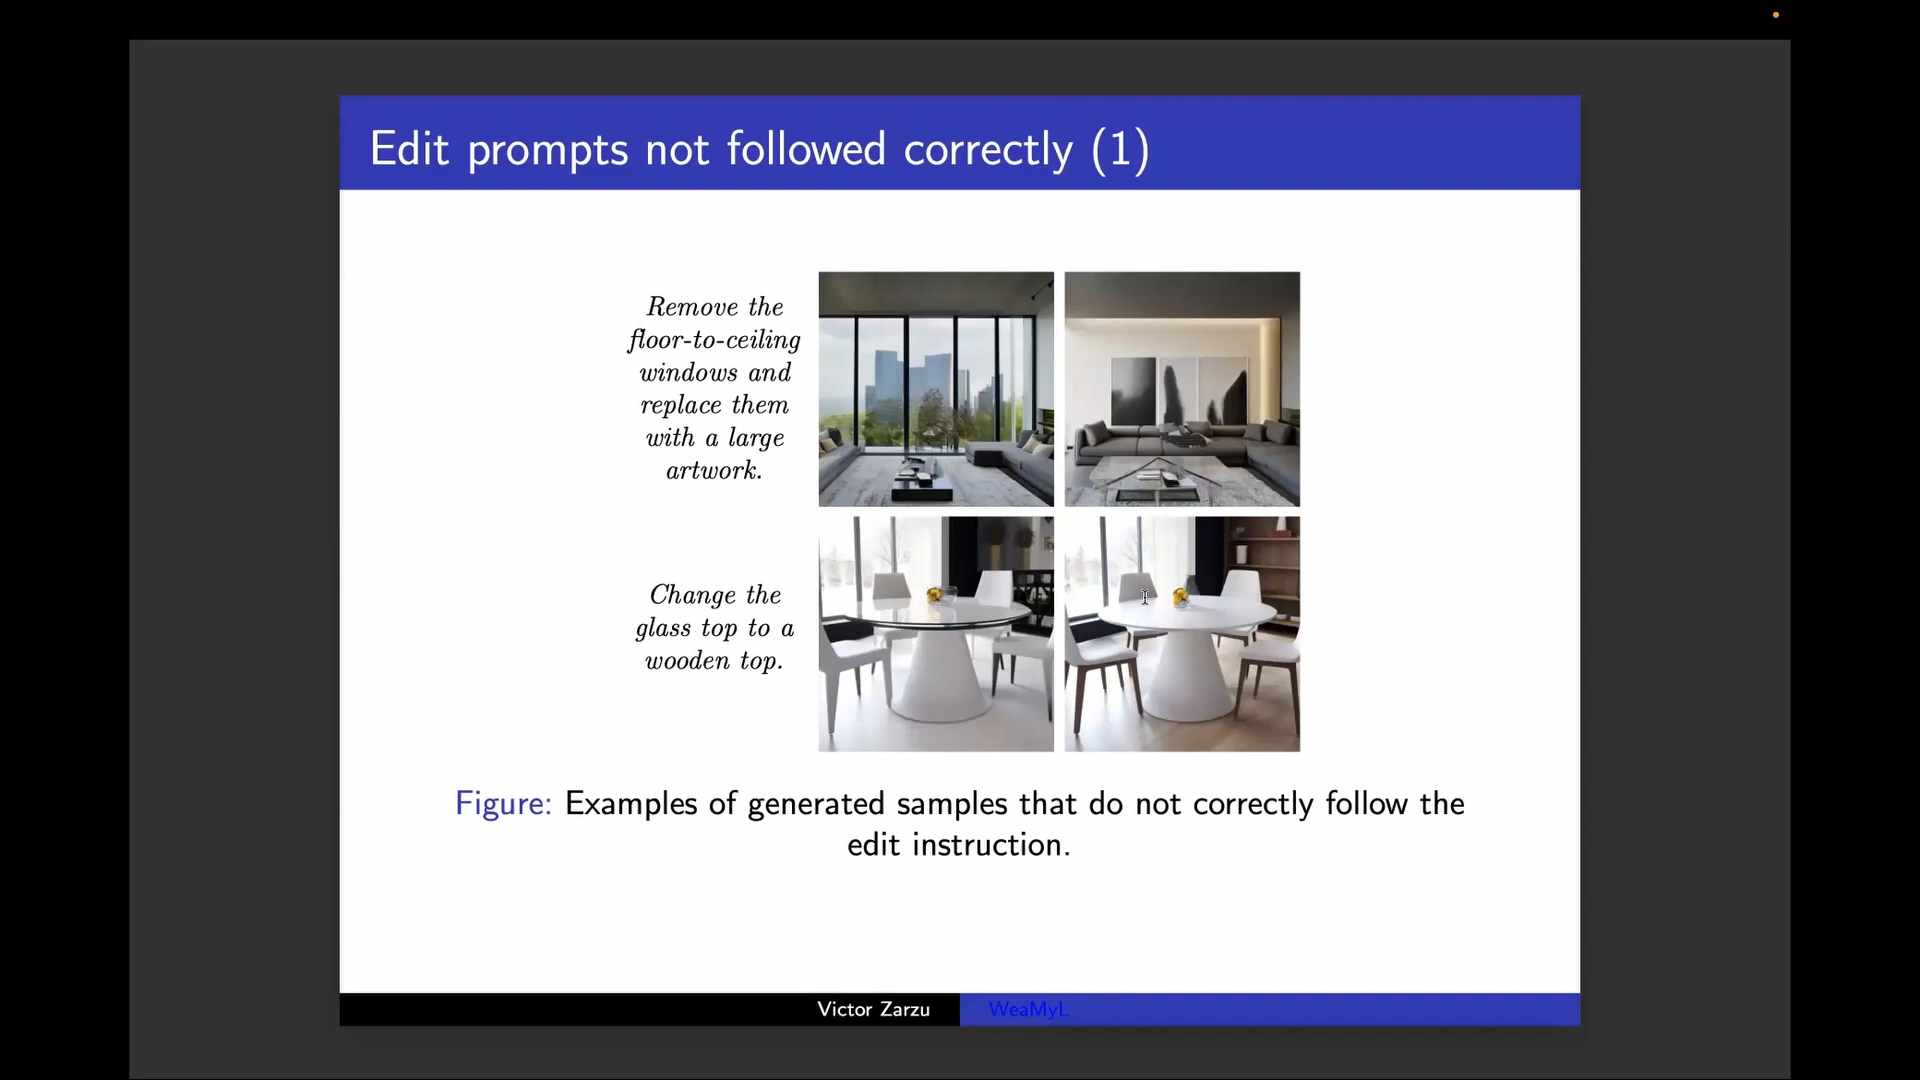 Edit prompts not followed correctly (1)
Remove the
floor-to-ceiling
windows and
replace them
with a large
artwork.
Change the
glass top to a
wooden top.
Figure: Examples of generated samples that do not correctly follow the
edit instruction.
Victor Zarzu
WeaMyL